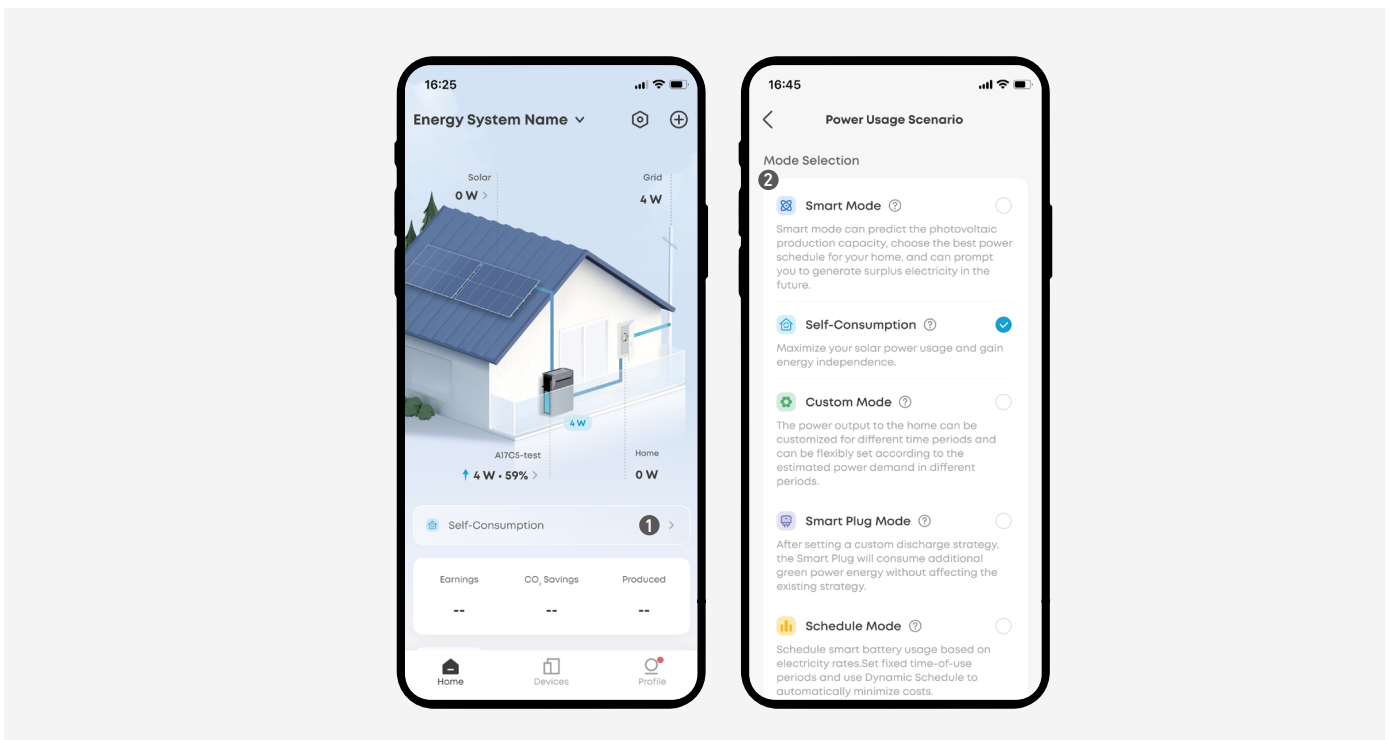 16:25
Energy System Name
Solar
0 W >
Grid
4 W
4 W
A17C5-test
4 W • 59% >
Home
0 W
Self-Consumption
1
Earnings
CO₂ Savings
Produced
--
--
--
Home
Devices
Profile
16:45
Power Usage Scenario
Mode Selection
2
Smart Mode ?
Smart mode can predict the photovoltaic
production capacity, choose the best power
schedule for your home, and can prompt
you to generate surplus electricity in the
future.
Self-Consumption ?
Maximize your solar power usage and gain
energy independence.
Custom Mode ?
The power output to the home can be
customized for different time periods and
can be flexibly set according to the
estimated power demand in different
periods.
Smart Plug Mode ?
After setting a custom discharge strategy,
the Smart Plug will consume additional
green power energy without affecting the
existing strategy.
Schedule Mode ?
Schedule smart battery usage based on
electricity rates.Set fixed time-of-use
periods and use Dynamic Schedule to
automatically minimize costs.